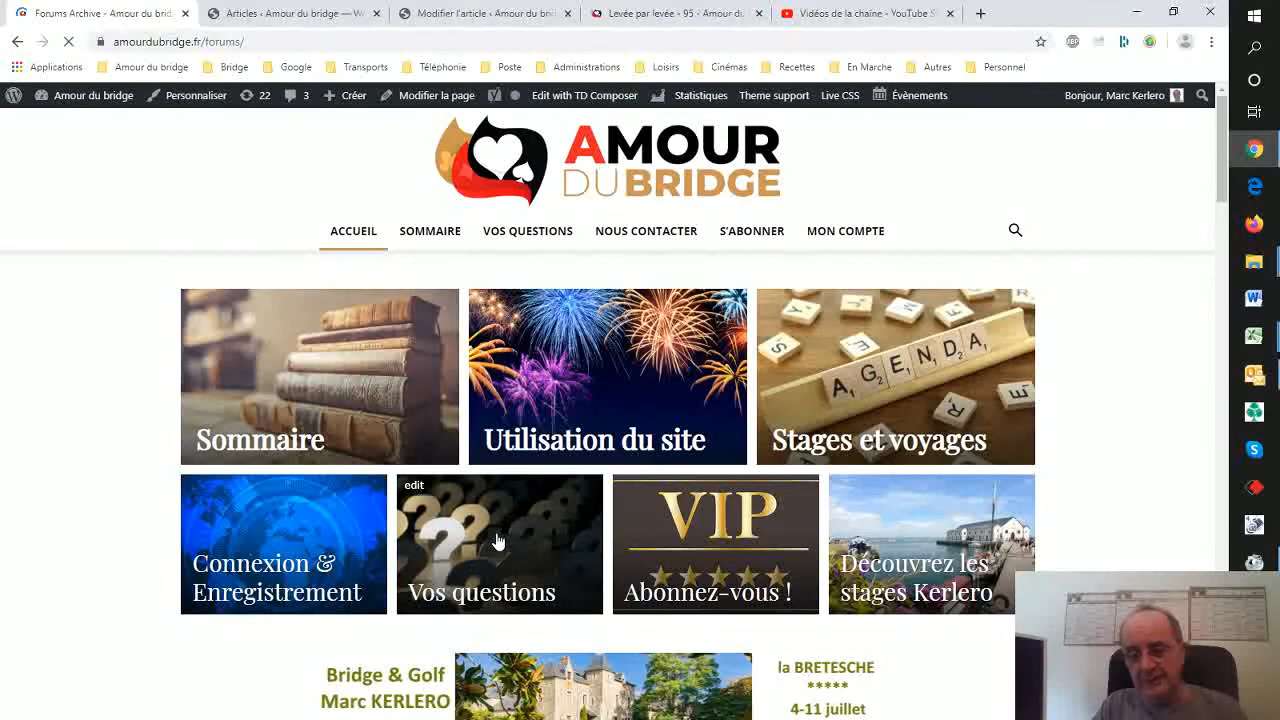 Forums Archive - Amour du brid
Articles ‹ Amour du bridge — W
Modifier l'article ‹ Amour du bri
Levée par levée - 95 - Amour du
Vidéos de la chaîne - YouTube S
amourdubridge.fr/forums/
ABP
Applications
Amour du bridge
Bridge
Google
Transports
Téléphonie
Poste
Administrations
Loisirs
Cinémas
Recettes
En Marche
Autres
Personnel
Amour du bridge
Personnaliser
22
3
Créer
Modifier la page
Edit with TD Composer
Statistiques
Theme support
Live CSS
Évènements
Bonjour, Marc Kerlero
AMOUR
DU BRIDGE
ACCUEIL
SOMMAIRE
VOS QUESTIONS
NOUS CONTACTER
S'ABONNER
MON COMPTE
AGENDA
Sommaire
Utilisation du site
Stages et voyages
edit
VIP
Connexion &
Enregistrement
Vos questions
Abonnez-vous !
Découvrez les
stages Kerlero
Bridge & Golf
Marc KERLERO
la BRETESCHE
*****
4-11 juillet